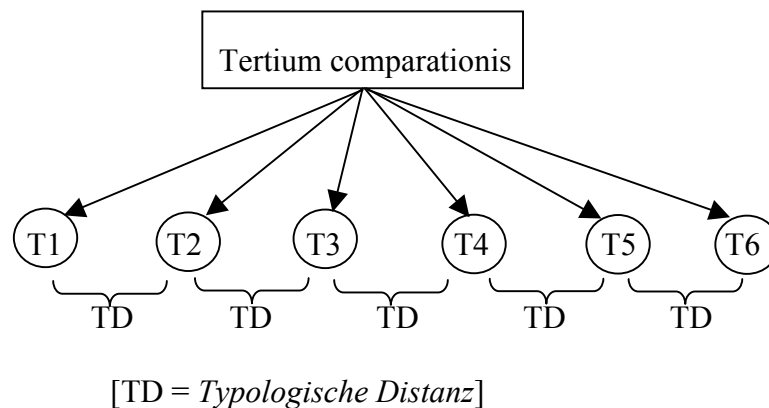 Tertium comparationis
T1 T2 T3 T4 T5 T6
TD TD TD TD TD
[TD = Typologische Distanz]